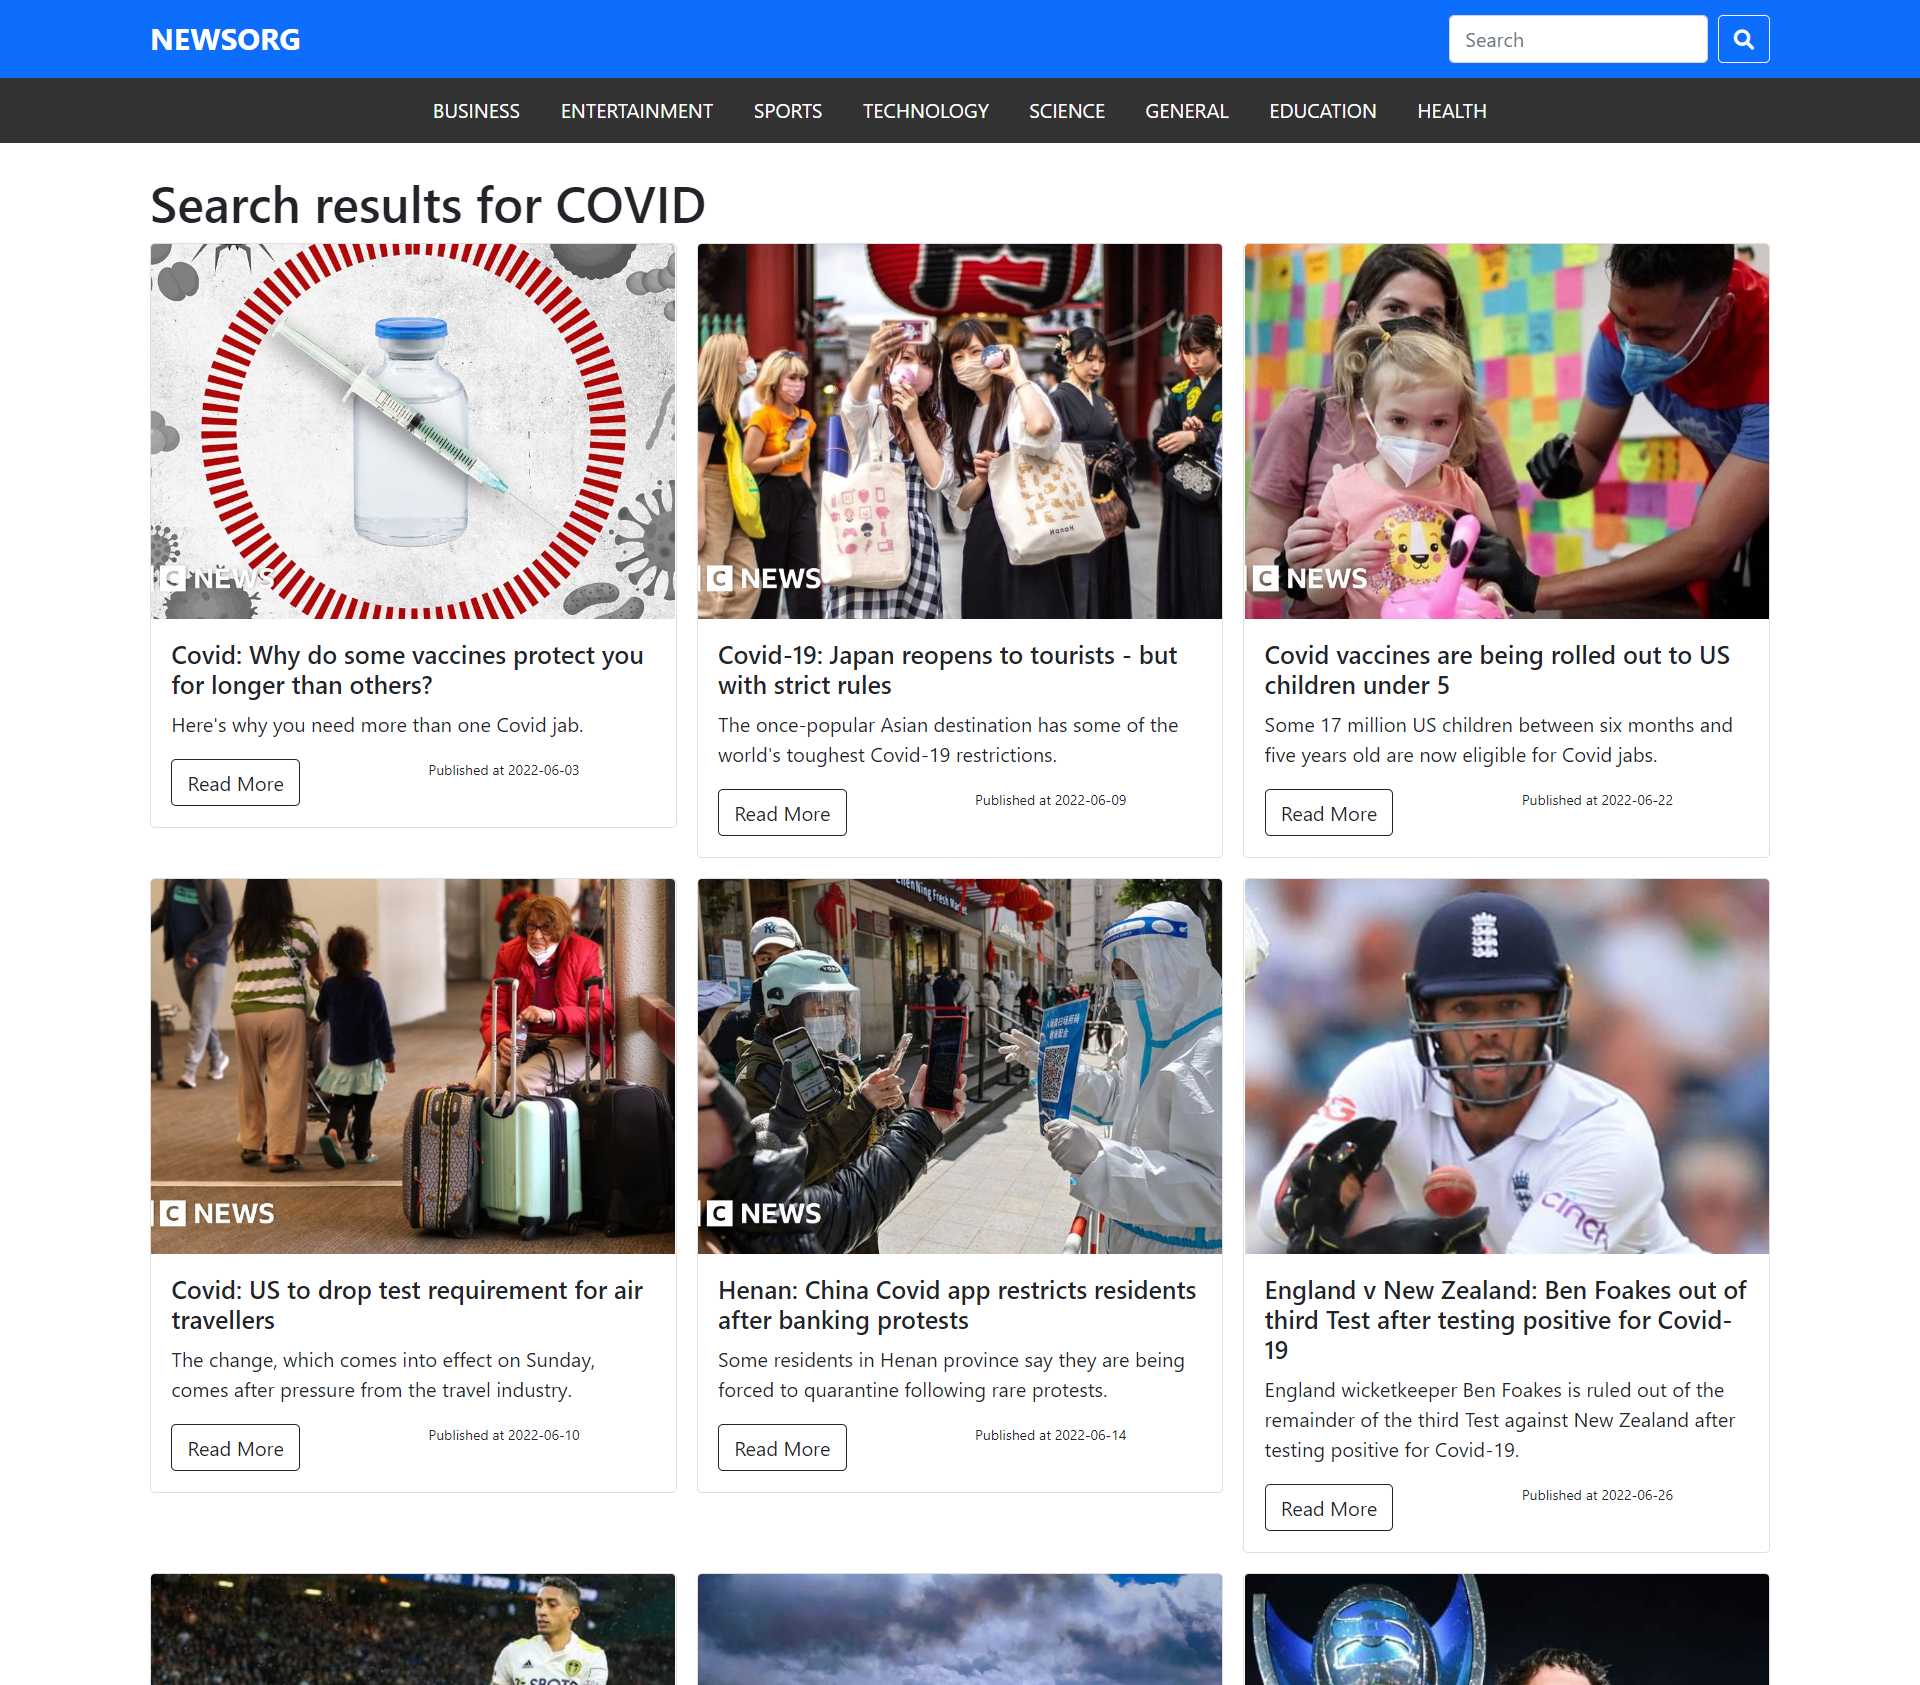 NEWSORG
Search
BUSINESS ENTERTAINMENT SPORTS TECHNOLOGY SCIENCE GENERAL EDUCATION HEALTH
Search results for COVID
C NEWS
Covid: Why do some vaccines protect you
for longer than others?
Here's why you need more than one Covid jab.
Read More
Published at 2022-06-03
HanaH
C NEWS
Covid-19: Japan reopens to tourists - but
with strict rules
The once-popular Asian destination has some of the
world's toughest Covid-19 restrictions.
Read More
Published at 2022-06-09
C NEWS
Covid vaccines are being rolled out to US
children under 5
Some 17 million US children between six months and
five years old are now eligible for Covid jabs.
Read More
Published at 2022-06-22
C NEWS
Covid: US to drop test requirement for air
travellers
The change, which comes into effect on Sunday,
comes after pressure from the travel industry.
Read More
Published at 2022-06-10
Ning Fresh Market
C NEWS
Henan: China Covid app restricts residents
after banking protests
Some residents in Henan province say they are being
forced to quarantine following rare protests.
Read More
Published at 2022-06-14
cinch
England v New Zealand: Ben Foakes out of
third Test after testing positive for Covid-
19
England wicketkeeper Ben Foakes is ruled out of the
remainder of the third Test against New Zealand after
testing positive for Covid-19.
Read More
Published at 2022-06-26